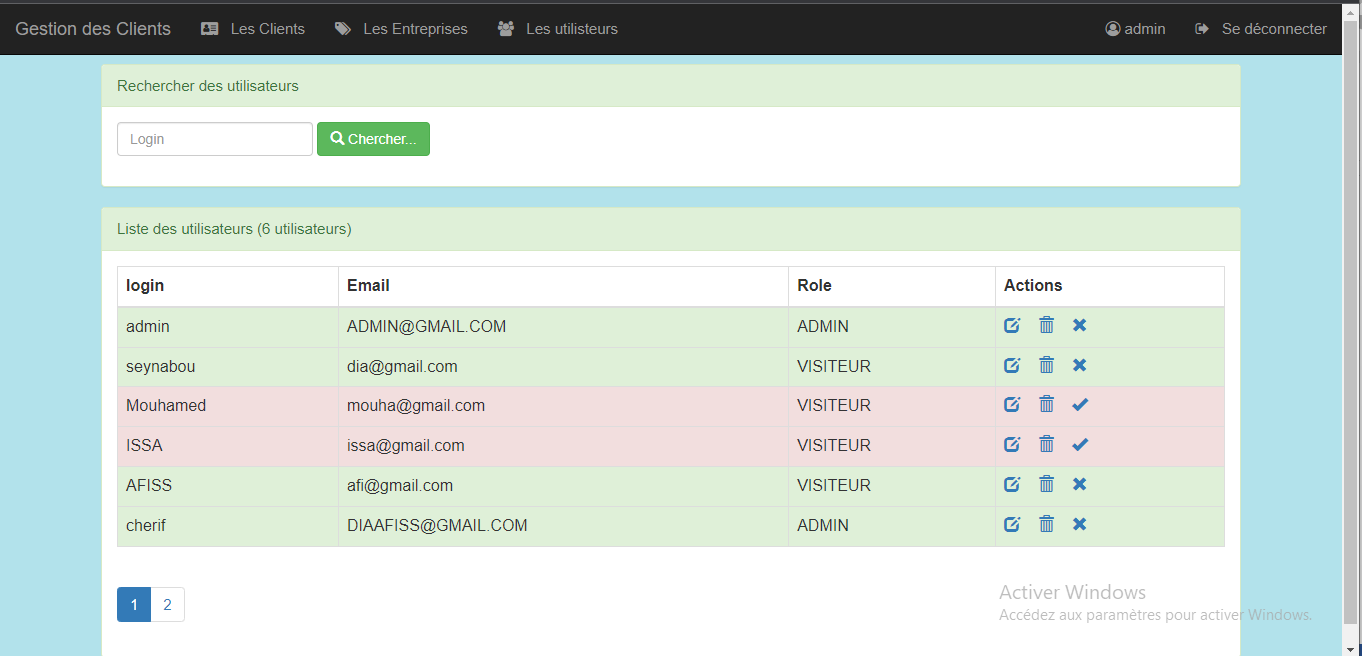 Gestion des Clients Les Clients Les Entreprises Les utilisteurs admin Se déconnecter
Rechercher des utilisateurs
Login Chercher...
Liste des utilisateurs (6 utilisateurs)
login Email Role Actions
admin ADMIN@GMAIL.COM ADMIN
seynabou dia@gmail.com VISITEUR
Mouhamed mouha@gmail.com VISITEUR
ISSA issa@gmail.com VISITEUR
AFISS afi@gmail.com VISITEUR
cherif DIAAFISS@GMAIL.COM ADMIN
1 2
Activer Windows
Accédez aux paramètres pour activer Windows.